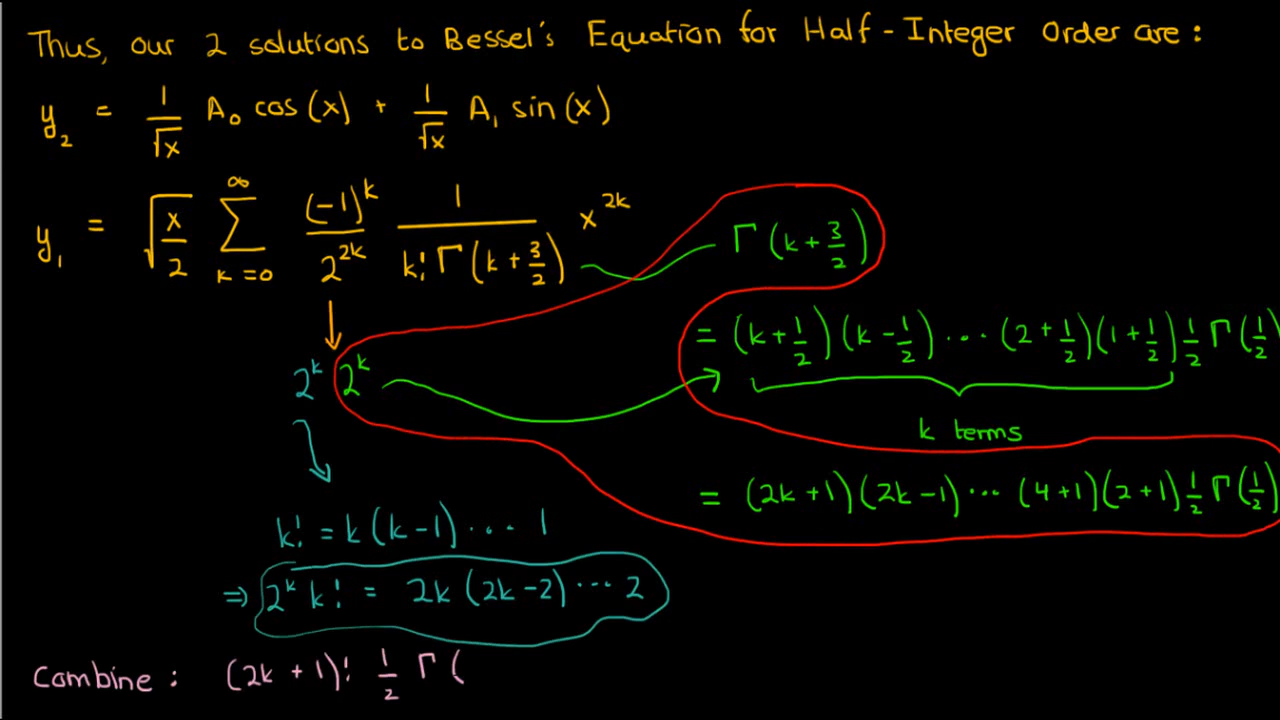 Thus, our 2 solutions to Bessel's Equation for Half-Integer Order are:
y₂ = 1/√x A₀ cos(x) + 1/√x A₁ sin(x)
y₁ = √(x/2) ∑_{k=0}^{∞} (-1)^k/2^{2k} 1/(k! Γ(k+3/2)) x^{2k}
Γ(k+3/2)
= (k+1/2)(k-1/2)...(2+1/2)(1+1/2) 1/2 Γ(1/2)
2^k 2^k
k terms
= (2k+1)(2k-1)...(4+1)(2+1) 1/2 Γ(1/2)
k! = k(k-1)...1
⇒ 2^k k! = 2k(2k-2)...2
Combine: (2k+1)! 1/2 Γ(